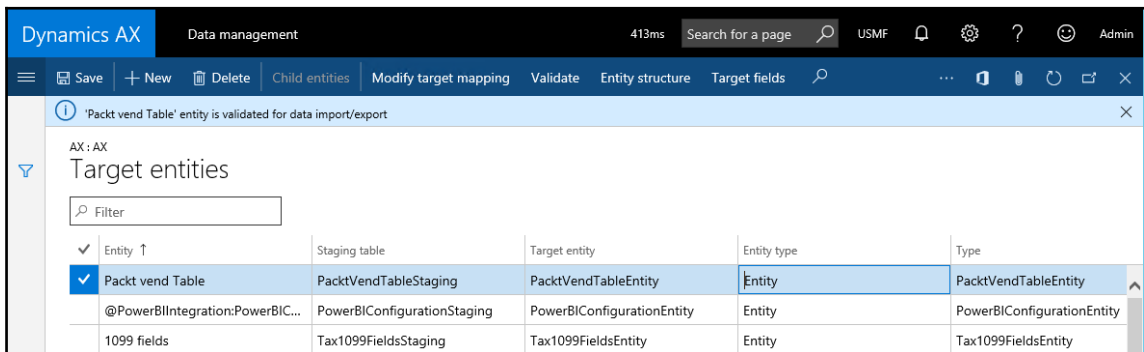 Dynamics AX Data management 413ms Search for a page USMF Admin
Save New Delete Child entities Modify target mapping Validate Entity structure Target fields
'Packt vend Table' entity is validated for data import/export
AX : AX
Target entities
Filter
Entity ↑ Staging table Target entity Entity type Type
Packt vend Table PacktVendTableStaging PacktVendTableEntity Entity PacktVendTableEntity
@PowerBIIntegration:PowerBIC... PowerBIConfigurationStaging PowerBIConfigurationEntity Entity PowerBIConfigurationEntity
1099 fields Tax1099FieldsStaging Tax1099FieldsEntity Entity Tax1099FieldsEntity